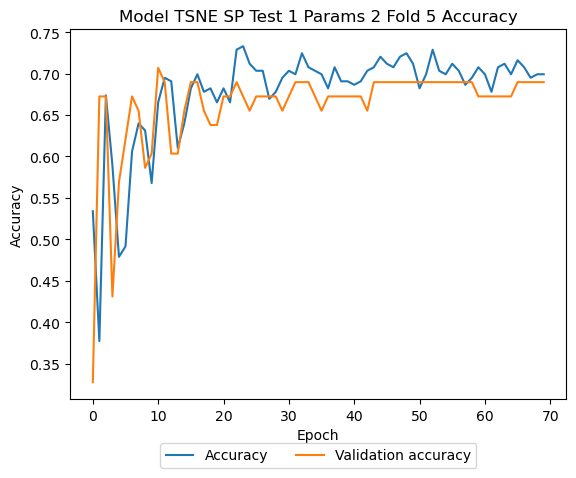 Model TSNE SP Test 1 Params 2 Fold 5 Accuracy
0.75
0.70
0.65
0.60
0.55
0.50
0.45
0.40
0.35
Accuracy
0 10 20 30 40 50 60 70
Epoch
Accuracy Validation accuracy